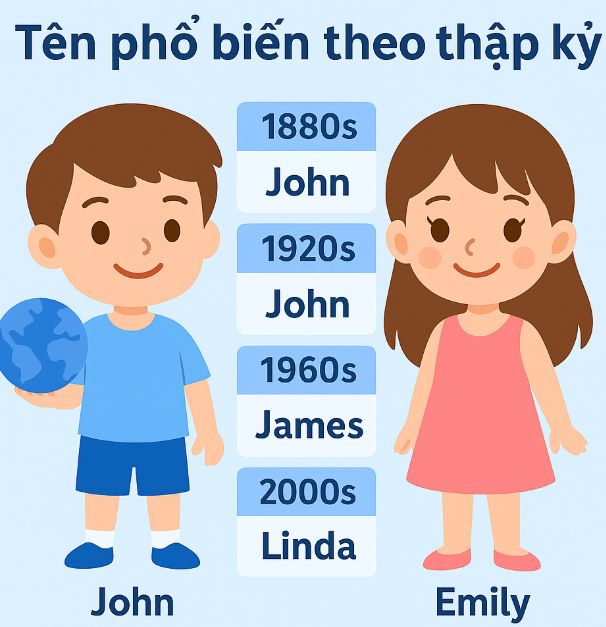 Tên phổ biến theo thập kỷ
1880s
John
1920s
John
1960s
James
2000s
Linda
John
Emily